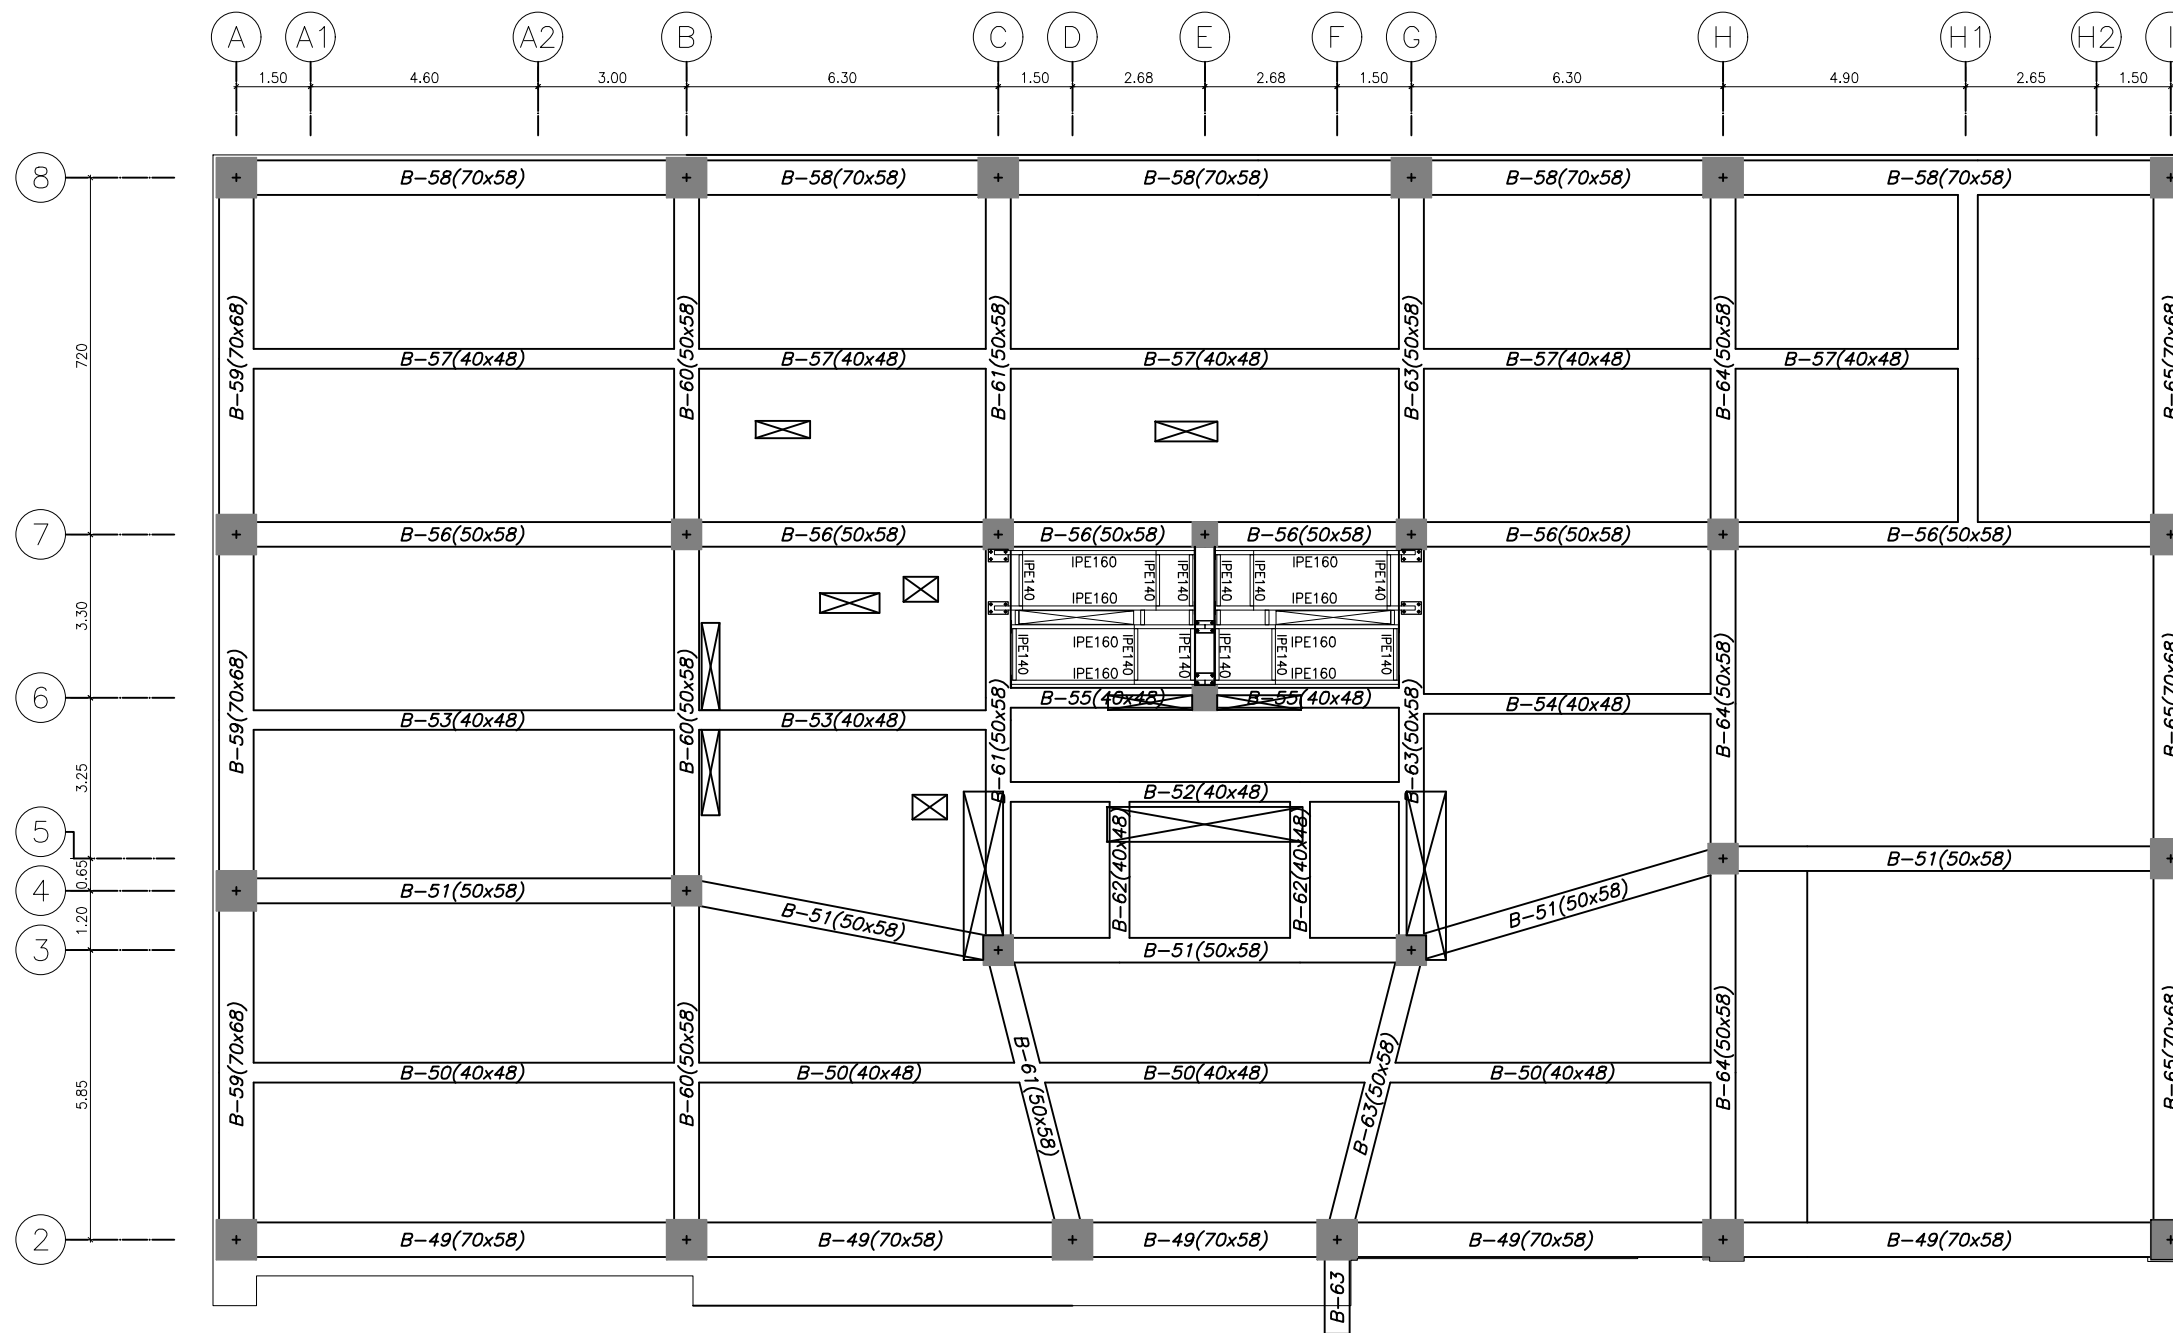 A A1 A2 B C D E F G H H1 H2 I
1.50 4.60 3.00 6.30 1.50 2.68 2.68 1.50 6.30 4.90 2.65 1.50
8
B-58(70x58) B-58(70x58) B-58(70x58) B-58(70x58) B-58(70x58)
720
B-59(70x68) B-60(50x58) B-61(50x58) B-63(50x58) B-64(50x58) B-65(70x68)
B-57(40x48) B-57(40x48) B-57(40x48) B-57(40x48) B-57(40x48)
7
B-56(50x58) B-56(50x58) B-56(50x58) B-56(50x58) B-56(50x58) B-56(50x58)
IPE160 IPE160
IPE140 IPE140 IPE140 IPE140 IPE140 IPE140
IPE160 IPE160
3.30
IPE160 IPE160
IPE140 IPE140 IPE140 IPE140 IPE140 IPE140
IPE160 IPE160
6
B-59(70x68) B-60(50x58) B-61(50x58) B-63(50x58) B-64(50x58) B-65(70x68)
B-55(40x48) B-55(40x48)
B-54(40x48)
B-53(40x48) B-53(40x48)
3.25
B-52(40x48)
5
B-62(40x48) B-62(40x48)
0.65
B-51(50x58)
4
B-51(50x58) B-51(50x58) B-51(50x58)
1.20
3
B-51(50x58)
B-59(70x68) B-60(50x58) B-61(50x58) B-63(50x58) B-64(50x58) B-65(70x68)
B-50(40x48) B-50(40x48) B-50(40x48) B-50(40x48)
5.85
2
B-49(70x58) B-49(70x58) B-49(70x58) B-49(70x58) B-49(70x58)
B-63